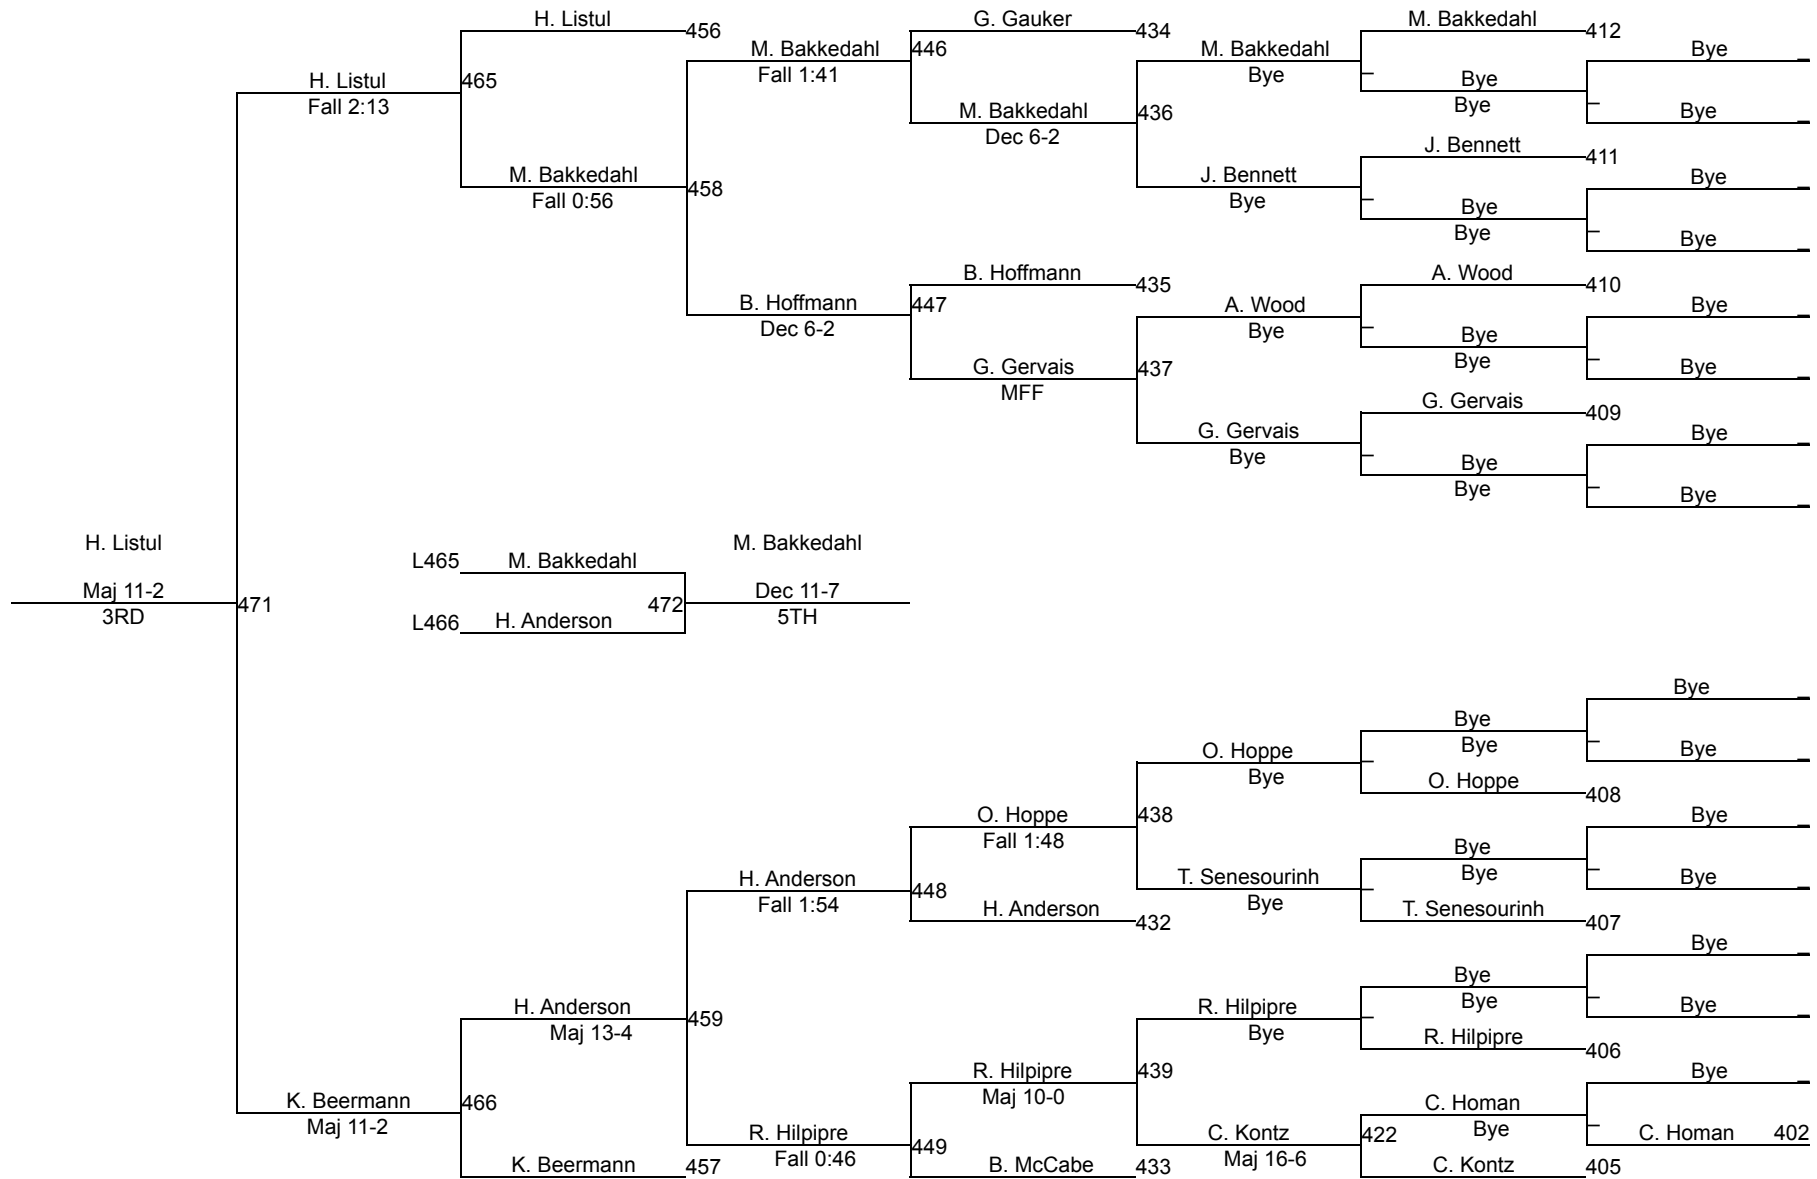 H. Listul
456
G. Gauker
434
M. Bakkedahl
412
M. Bakkedahl
446
Fall 1:41
M. Bakkedahl
Bye
Bye
H. Listul
465
Fall 2:13
Bye
Bye
M. Bakkedahl
436
Dec 6-2
Bye
J. Bennett
411
M. Bakkedahl
458
Fall 0:56
J. Bennett
Bye
Bye
Bye
Bye
Bye
B. Hoffmann
435
A. Wood
410
B. Hoffmann
447
Dec 6-2
A. Wood
Bye
Bye
Bye
Bye
G. Gervais
437
MFF
Bye
G. Gervais
409
G. Gervais
Bye
Bye
Bye
Bye
Bye
H. Listul
M. Bakkedahl
L465
M. Bakkedahl
Maj 11-2
471
3RD
472
Dec 11-7
5TH
L466
H. Anderson
Bye
Bye
Bye
Bye
O. Hoppe
Bye
O. Hoppe
408
O. Hoppe
438
Fall 1:48
Bye
Bye
Bye
Bye
H. Anderson
448
Fall 1:54
T. Senesourinh
Bye
H. Anderson
432
T. Senesourinh
407
Bye
Bye
Bye
Bye
H. Anderson
459
Maj 13-4
R. Hilpipre
Bye
R. Hilpipre
406
R. Hilpipre
439
Maj 10-0
Bye
K. Beermann
466
Maj 11-2
C. Homan
Bye
R. Hilpipre
449
Fall 0:46
C. Kontz
422
Maj 16-6
C. Homan
402
K. Beermann
457
B. McCabe
433
C. Kontz
405